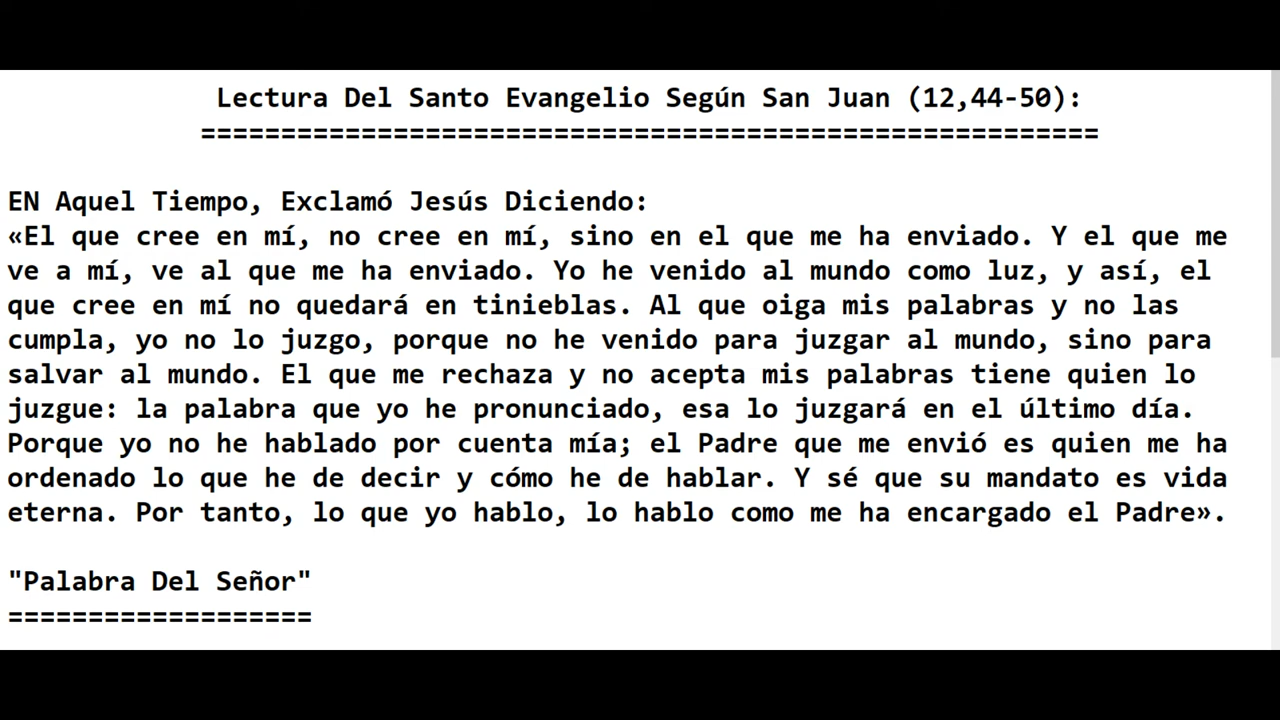 Lectura Del Santo Evangelio Según San Juan (12,44-50):
========================================================
EN Aquel Tiempo, Exclamó Jesús Diciendo:
«El que cree en mí, no cree en mí, sino en el que me ha enviado. Y el que me
ve a mí, ve al que me ha enviado. Yo he venido al mundo como luz, y así, el
que cree en mí no quedará en tinieblas. Al que oiga mis palabras y no las
cumpla, yo no lo juzgo, porque no he venido para juzgar al mundo, sino para
salvar al mundo. El que me rechaza y no acepta mis palabras tiene quien lo
juzgue: la palabra que yo he pronunciado, esa lo juzgará en el último día.
Porque yo no he hablado por cuenta mía; el Padre que me envió es quien me ha
ordenado lo que he de decir y cómo he de hablar. Y sé que su mandato es vida
eterna. Por tanto, lo que yo hablo, lo hablo como me ha encargado el Padre».
"Palabra Del Señor"
===================